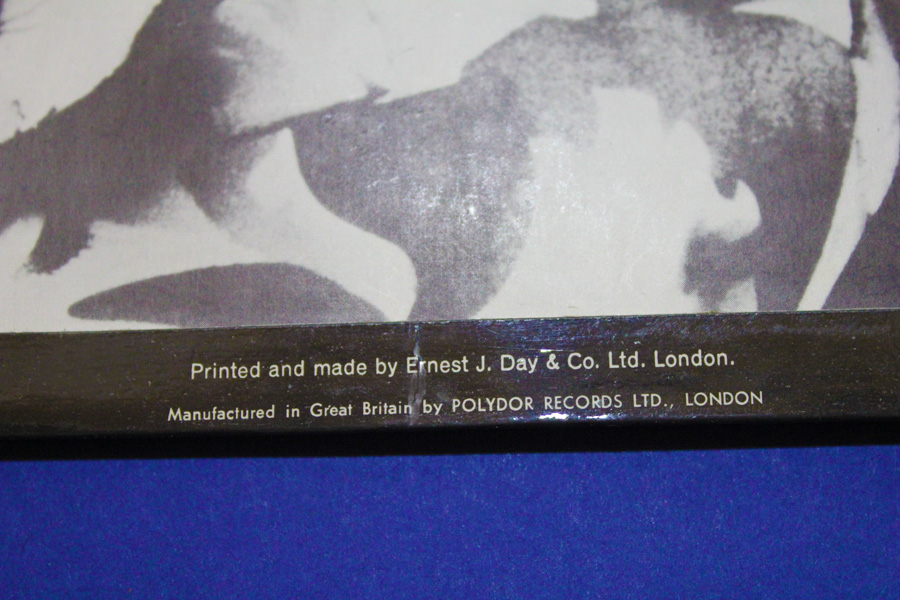 Printed and made by Ernest J. Day & Co. Ltd. London.
Manufactured in Great Britain by POLYDOR RECORDS LTD., LONDON